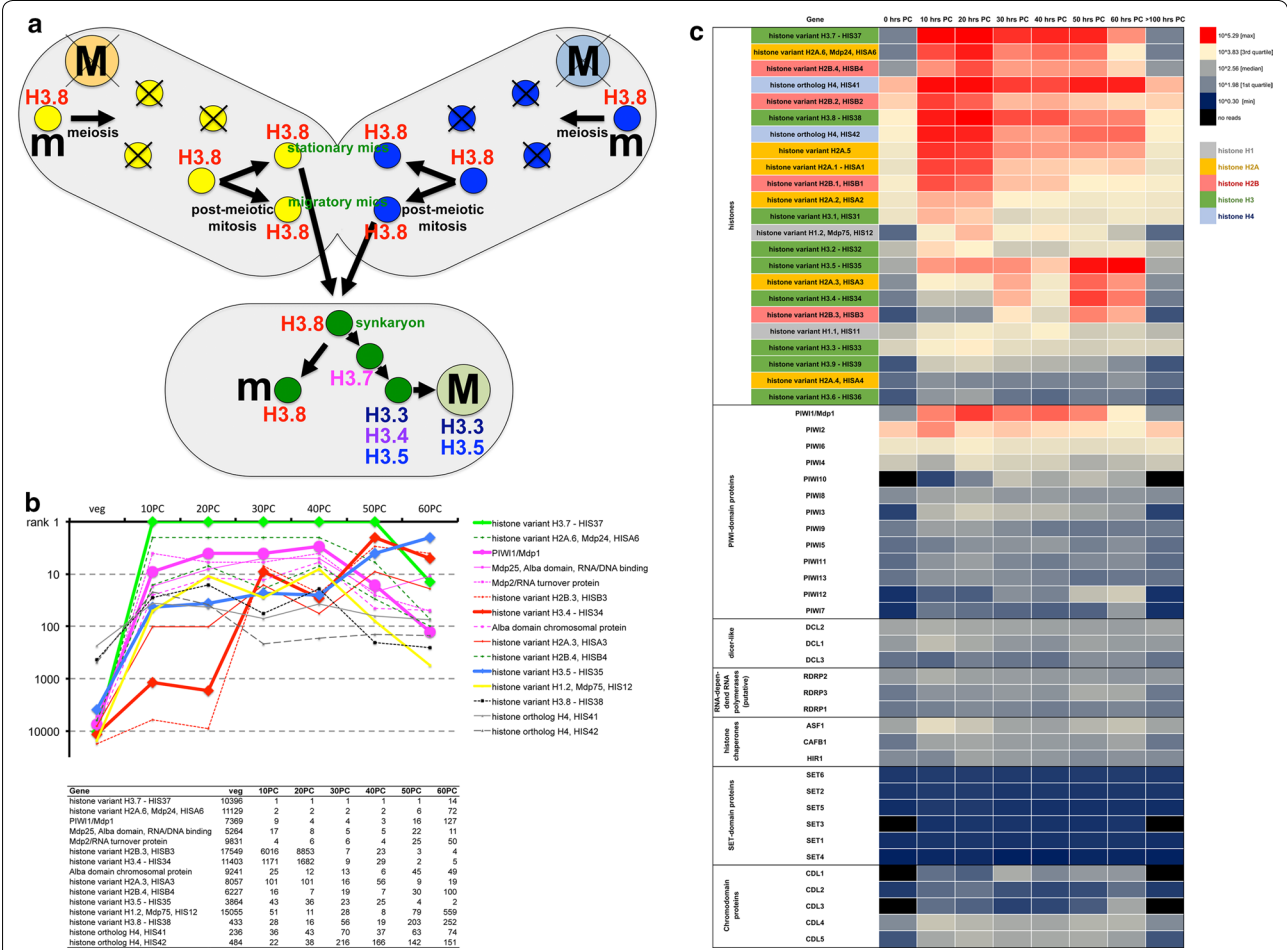 a
M
M
H3.8
H3.8
m
meiosis
meiosis
m
H3.8
H3.8
stationary mics
H3.8
H3.8
migratory mics
post-meiotic mitosis
post-meiotic mitosis
H3.8
H3.8
H3.8
synkaryon
H3.7
m
M
H3.8
H3.3
H3.4
H3.5
H3.3
H3.5
b
veg 10PC 20PC 30PC 40PC 50PC 60PC
rank 1
10
100
1000
10000
histone variant H3.7 - HIS37
histone variant H2A.6, Mdp24, HISA6
PIWI1/Mdp1
Mdp25, Alba domain, RNA/DNA binding
Mdp2/RNA turnover protein
histone variant H2B.3, HISB3
histone variant H3.4 - HIS34
Alba domain chromosomal protein
histone variant H2A.3, HISA3
histone variant H2B.4, HISB4
histone variant H3.5 - HIS35
histone variant H1.2, Mdp75, HIS12
histone variant H3.8 - HIS38
histone ortholog H4, HIS41
histone ortholog H4, HIS42
Gene veg 10PC 20PC 30PC 40PC 50PC 60PC
histone variant H3.7 - HIS37 10396 1 1 1 1 1 14
histone variant H2A.6, Mdp24, HISA6 11129 2 2 2 2 6 72
PIWI1/Mdp1 7369 9 4 4 3 16 127
Mdp25, Alba domain, RNA/DNA binding 5264 17 8 5 5 22 11
Mdp2/RNA turnover protein 9831 4 6 6 4 25 50
histone variant H2B.3, HISB3 17549 6016 8853 7 23 3 4
histone variant H3.4 - HIS34 11403 1171 1682 9 29 2 5
Alba domain chromosomal protein 9241 25 12 13 6 45 49
histone variant H2A.3, HISA3 8057 101 101 16 56 9 19
histone variant H2B.4, HISB4 6227 16 7 19 7 30 100
histone variant H3.5 - HIS35 3864 43 36 23 25 4 2
histone variant H1.2, Mdp75, HIS12 15055 51 11 28 8 79 559
histone variant H3.8 - HIS38 433 28 16 56 19 203 252
histone ortholog H4, HIS41 236 36 43 70 37 63 74
histone ortholog H4, HIS42 484 22 38 216 166 142 151
c
Gene 0 hrs PC 10 hrs PC 20 hrs PC 30 hrs PC 40 hrs PC 50 hrs PC 60 hrs PC >100 hrs PC
histones
histone variant H3.7 - HIS37
histone variant H2A.6, Mdp24, HISA6
histone variant H2B.4, HISB4
histone ortholog H4, HIS41
histone variant H2B.2, HISB2
histone variant H3.8 - HIS38
histone ortholog H4, HIS42
histone variant H2A.5
histone variant H2A.1 - HISA1
histone variant H2B.1, HISB1
histone variant H2A.2, HISA2
histone variant H3.1, HIS31
histone variant H1.2, Mdp75, HIS12
histone variant H3.2 - HIS32
histone variant H3.5 - HIS35
histone variant H2A.3, HISA3
histone variant H3.4 - HIS34
histone variant H2B.3, HISB3
histone variant H1.1, HIS11
histone variant H3.3 - HIS33
histone variant H3.9 - HIS39
histone variant H2A.4, HISA4
histone variant H3.6 - HIS36
PIWI-domain proteins
PIWI1/Mdp1
PIWI2
PIWI6
PIWI4
PIWI10
PIWI8
PIWI3
PIWI9
PIWI5
PIWI11
PIWI13
PIWI12
PIWI7
dicer-like
DCL2
DCL1
DCL3
RNA-depen-
dend RNA
polymerases
(putative)
RDRP2
RDRP3
RDRP1
histone
chaperones
ASF1
CAFB1
HIR1
SET-domain proteins
SET6
SET2
SET5
SET3
SET1
SET4
Chromodomain
proteins
CDL1
CDL2
CDL3
CDL4
CDL5
10^5.29 [max]
10^3.83 [3rd quartile]
10^2.56 [median]
10^1.98 [1st quartile]
10^0.30 [min]
no reads
histone H1
histone H2A
histone H2B
histone H3
histone H4